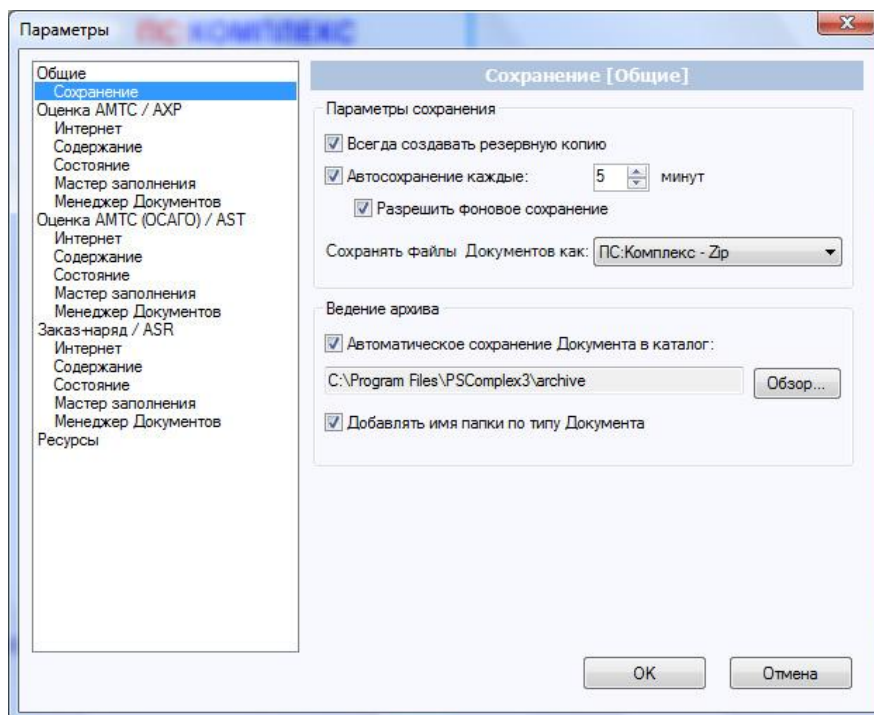 Параметры
ПС:КОМПЛЕКС
Общие
Сохранение
Оценка АМТС / AXP
Интернет
Содержание
Состояние
Мастер заполнения
Менеджер Документов
Оценка АМТС (ОСАГО) / AST
Интернет
Содержание
Состояние
Мастер заполнения
Менеджер Документов
Заказ-наряд / ASR
Интернет
Содержание
Состояние
Мастер заполнения
Менеджер Документов
Ресурсы
Сохранение [Общие]
Параметры сохранения
Всегда создавать резервную копию
Автосохранение каждые: 5 минут
Разрешить фоновое сохранение
Сохранять файлы Документов как: ПС:Комплекс - Zip
Ведение архива
Автоматическое сохранение Документа в каталог:
C:\Program Files\PSComplex3\archive Обзор...
Добавлять имя папки по типу Документа
OK Отмена